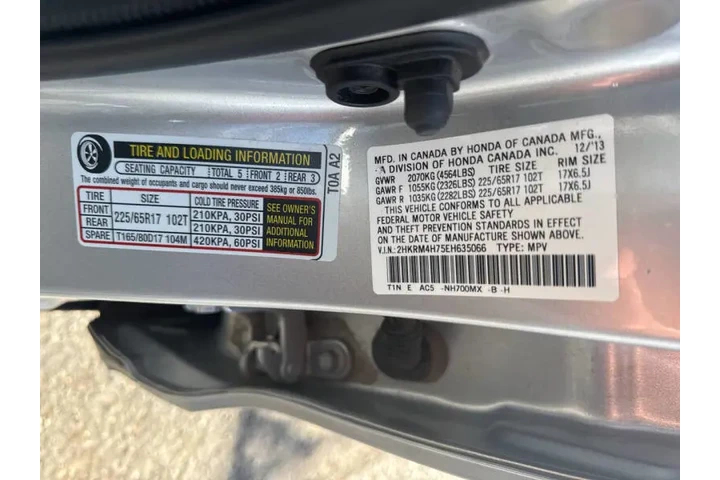 TIRE AND LOADING INFORMATION
SEATING CAPACITY TOTAL 5 FRONT 2 REAR 3
The combined weight of occupants and cargo should never exceed 385kg or 850lbs.
TIRE SIZE COLD TIRE PRESSURE
FRONT 225/65R17 102T 210KPA, 30PSI
REAR 210KPA, 30PSI
SPARE T165/80D17 104M 420KPA, 60PSI
SEE OWNER'S
MANUAL FOR
ADDITIONAL
INFORMATION
T0A A2
MFD. IN CANADA BY HONDA OF CANADA MFG.,
A DIVISION OF HONDA CANADA INC. 12/'13
GVWR 2070KG (4564LBS) TIRE SIZE RIM SIZE
GAWR F 1055KG (2326LBS) 225/65R17 102T 17X6.5J
GAWR R 1035KG (2282LBS) 225/65R17 102T 17X6.5J
THIS VEHICLE CONFORMS TO ALL APPLICABLE
FEDERAL MOTOR VEHICLE SAFETY
AND THEFT PREVENTION STANDARDS IN EFFECT
ON THE DATE OF MANUFACTURE SHOWN ABOVE.
V.I.N.: 2HKRM4H75EH635066 TYPE: MPV
T1N E AC5 -NH700MX -B -H